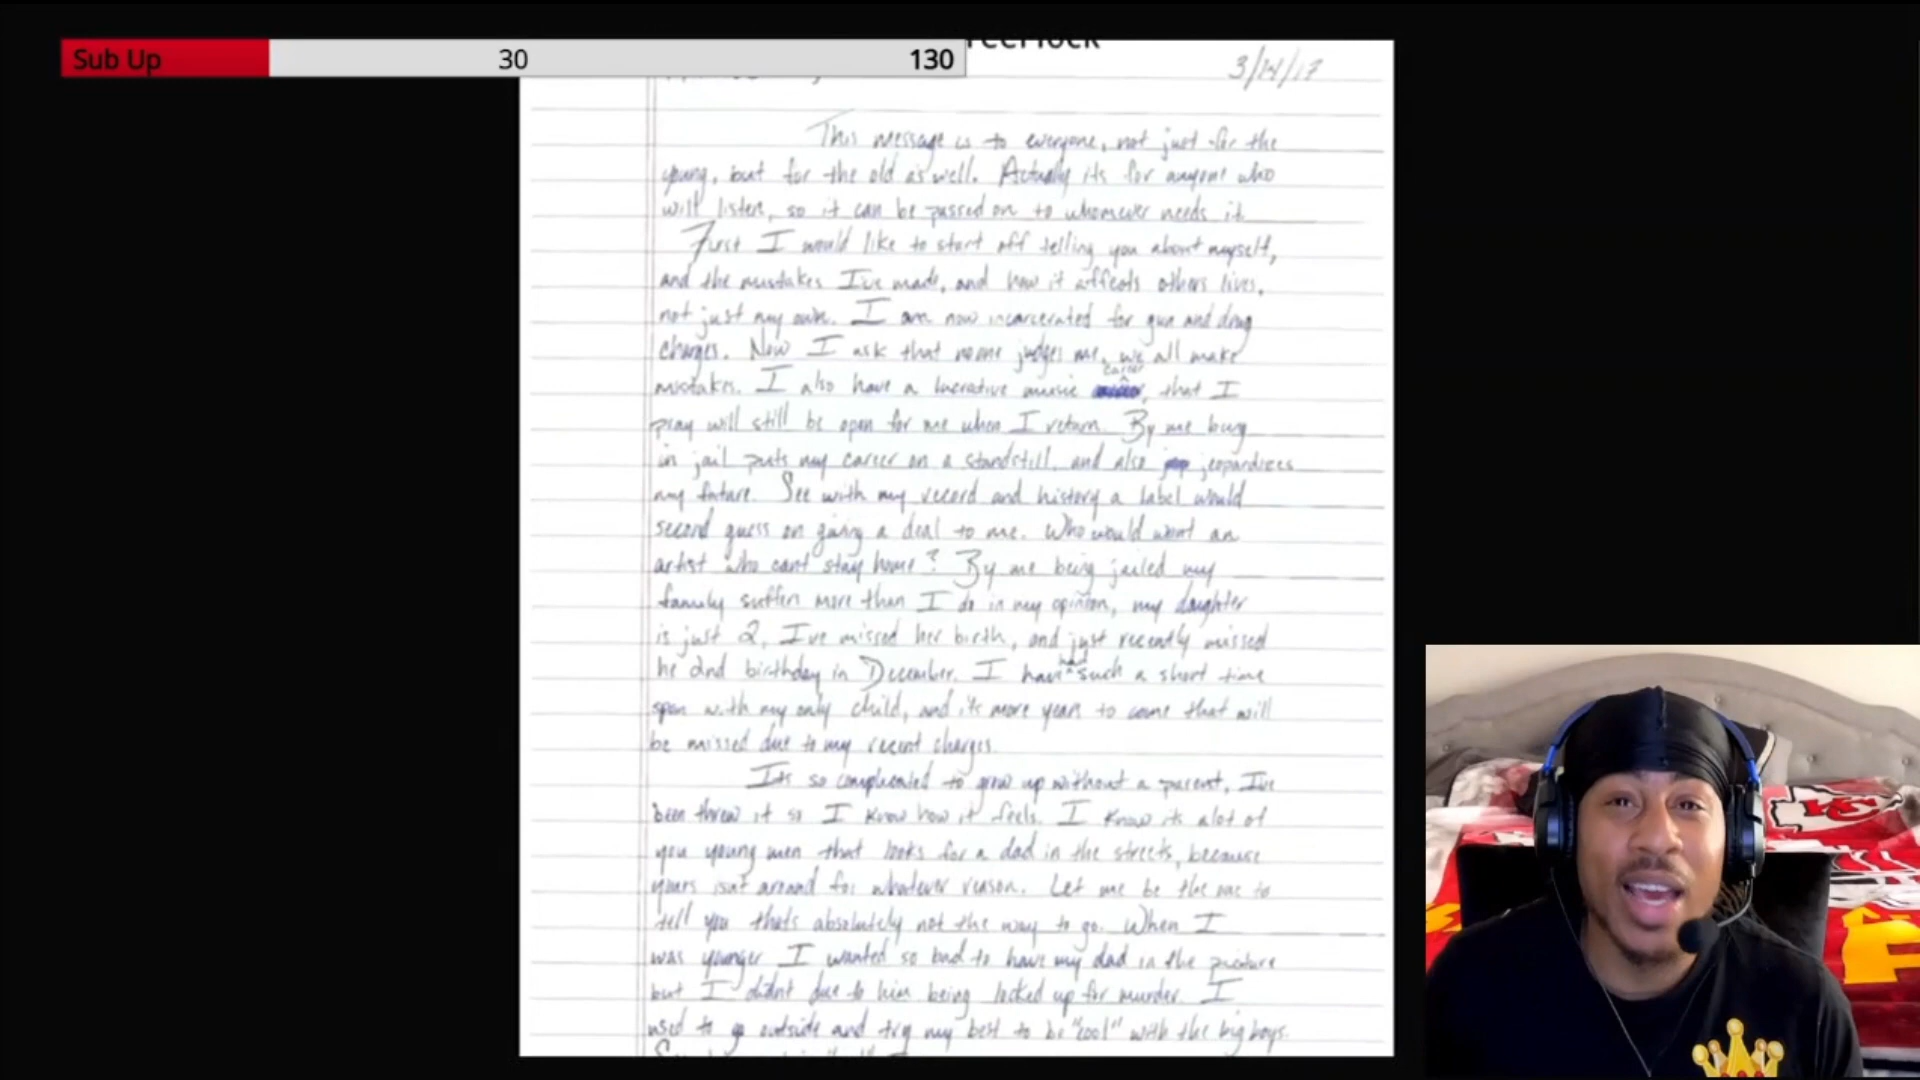 Sub Up 30 130
3/14/17
This message is to everyone, not just for the
young, but for the old as well. Actually its for anyone who
will listen, so it can be passed on to whomever needs it.
First I would like to start off telling you about myself,
and the mistakes I've made, and how it affects others lives,
not just my own. I am now incarcerated for gun and drug
charges. Now I ask that noone judges me, we all make
mistakes. I also have a lucrative music career, that I
pray will still be open for me when I return. By me being
in jail puts my career on a standstill, and also jeopardizes
my future. See with my record and history a label would
second guess on giving a deal to me. Who would want an
artist who cant stay home? By me being jailed my
family suffers more than I do in my opinion, my daughter
is just 2, I've missed her birth, and just recently missed
he 2nd birthday in December. I have had such a short time
span with my only child, and its more years to come that will
be missed due to my recent charges.
Its so complicated to grow up without a parent, I've
been threw it so I know how it feels. I know its alot of
you young men that looks for a dad in the streets, because
yours isnt around for whatever reason. Let me be the one to
tell you thats absolutely not the way to go. When I
was younger I wanted so bad to have my dad in the picture
but I didnt due to him being locked up for murder. I
used to go outside and try my best to be "cool" with the big boys.
KC